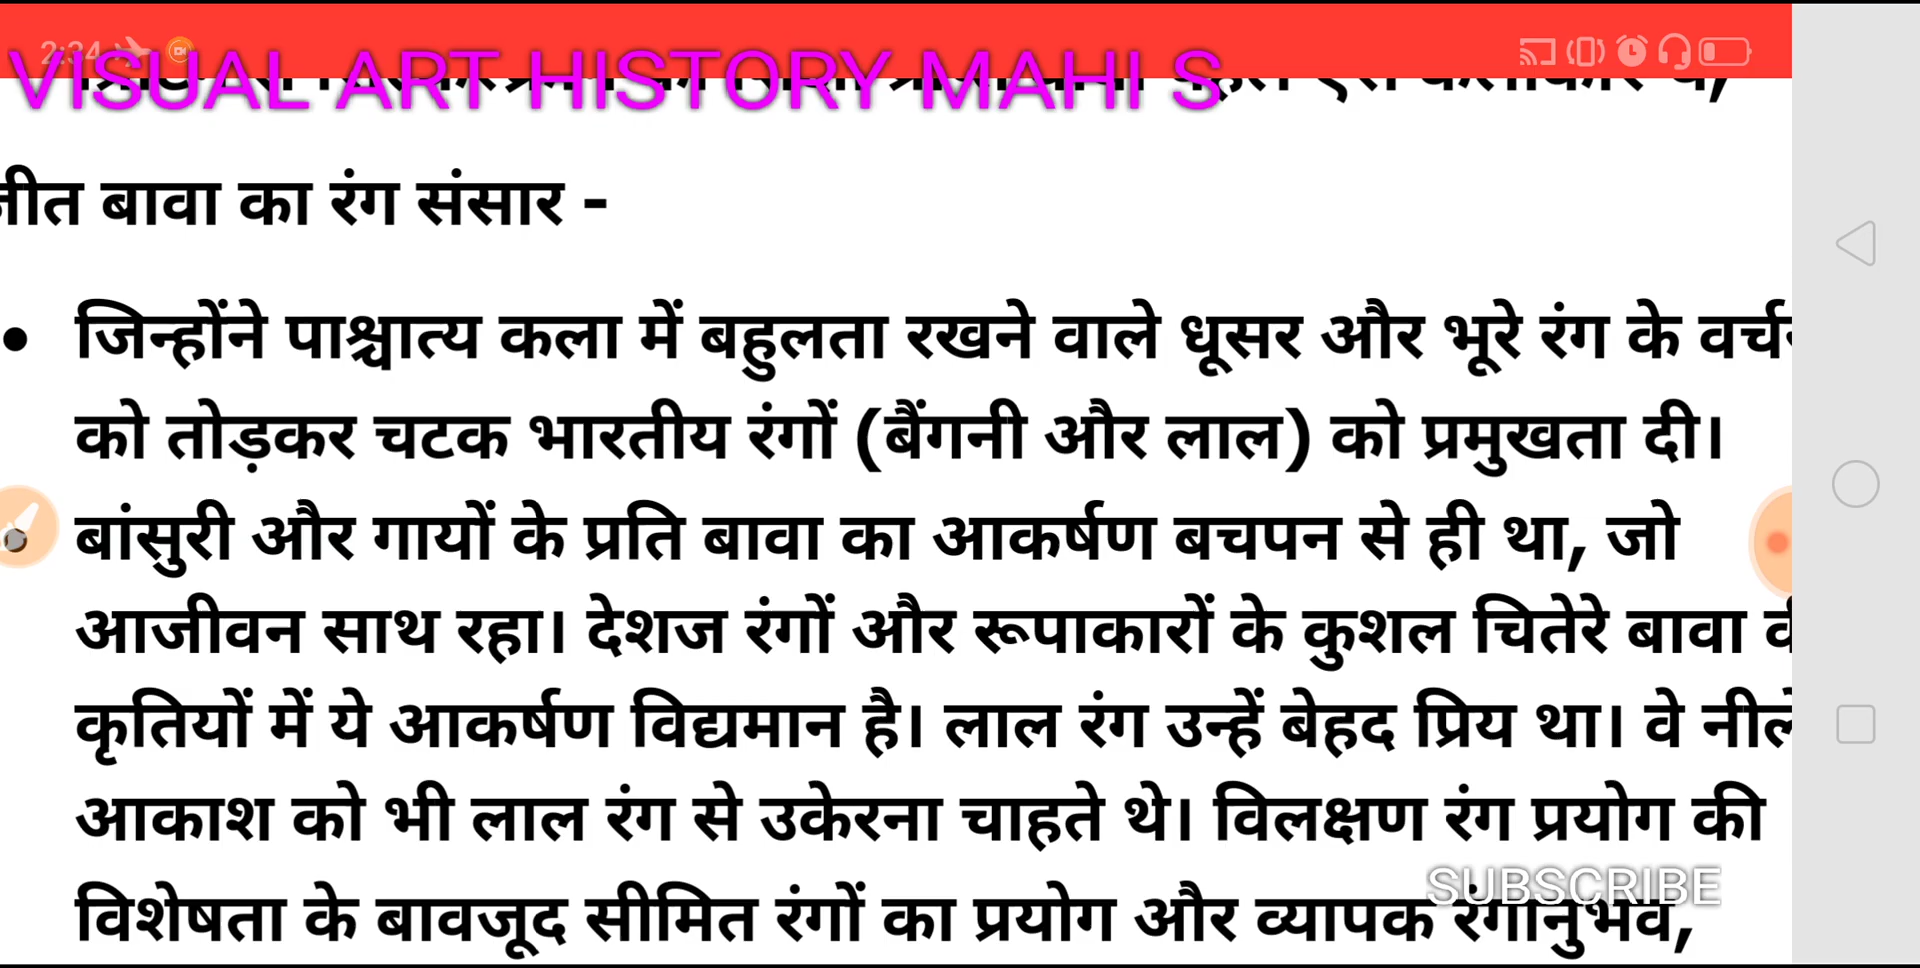 2:34
VISUAL ART HISTORY MAHI S
जीत बावा का रंग संसार -
• जिन्होंने पाश्चात्य कला में बहुलता रखने वाले धूसर और भूरे रंग के
को तोड़कर चटक भारतीय रंगों (बैंगनी और लाल) को प्रमुखता दी।
बांसुरी और गायों के प्रति बावा का आकर्षण बचपन से ही था, जो
आजीवन साथ रहा। देशज रंगों और रूपाकारों के कुशल चितेरे बावा
कृतियों में ये आकर्षण विद्यमान है। लाल रंग उन्हें बेहद प्रिय था। वे
आकाश को भी लाल रंग से उकेरना चाहते थे। विलक्षण रंग प्रयोग की
SUBSCRIBE
विशेषता के बावजूद सीमित रंगों का प्रयोग और व्यापक रंगानुभव,